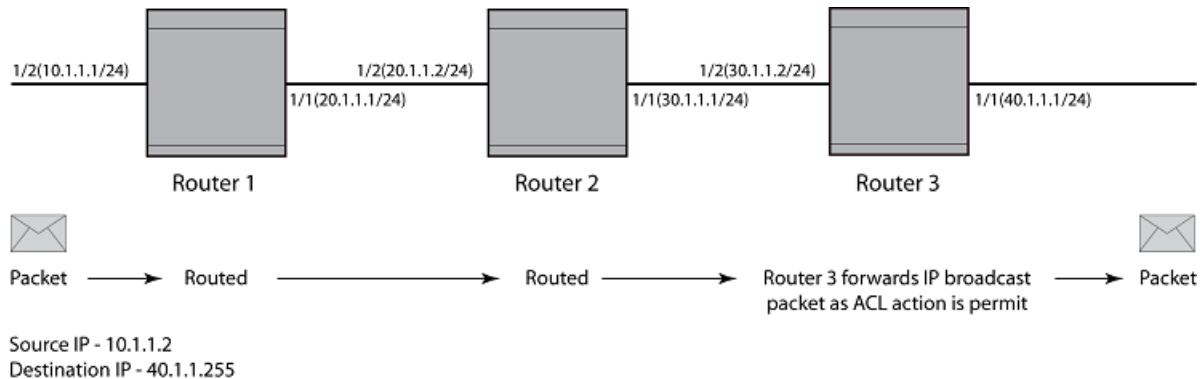 1/2(10.1.1.1/24)
1/1(20.1.1.1/24)
1/2(20.1.1.2/24)
1/1(30.1.1.1/24)
1/2(30.1.1.2/24)
1/1(40.1.1.1/24)
Router 1
Router 2
Router 3
Packet
Routed
Routed
Router 3 forwards IP broadcast
packet as ACL action is permit
Packet
Source IP - 10.1.1.2
Destination IP - 40.1.1.255